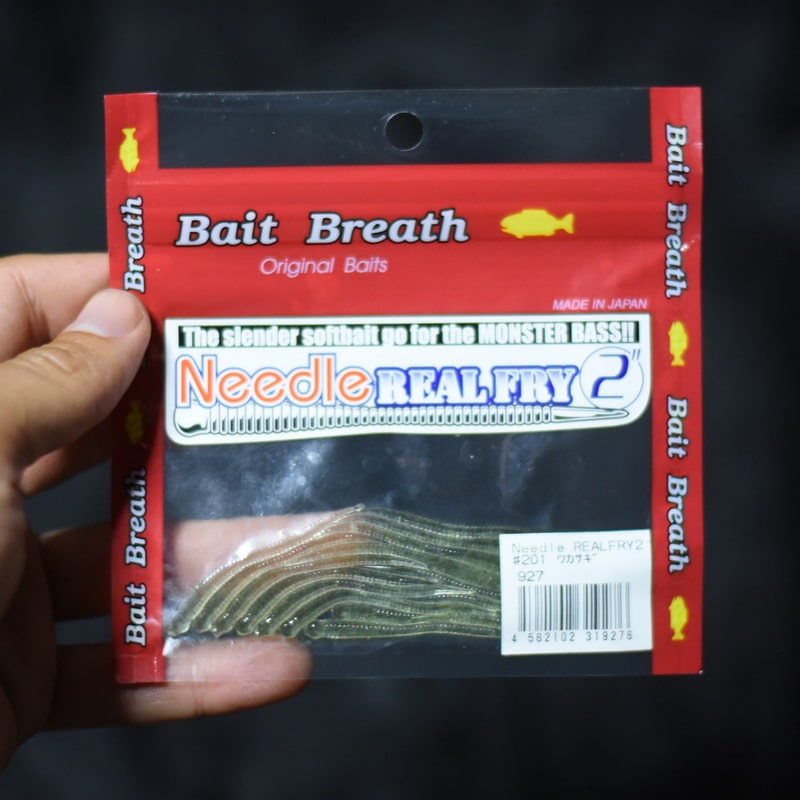 Bait Breath
Original Baits
MADE IN JAPAN
The slender softbait go for the MONSTER BASS!!
Needle REAL FRY 2"
Needle REALFRY2"
#201 ワカサギ
927
4 562102 319276
Breath
Bait Breath
Bait Breath
Bait Breath